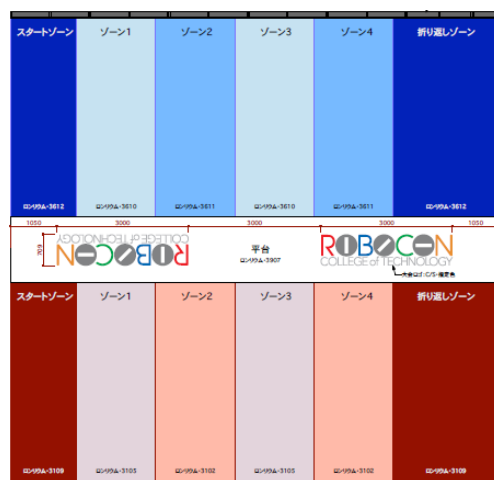 スタートゾーン ゾーン1 ゾーン2 ゾーン3 ゾーン4 折り返しゾーン
ロンリウム-3612 ロンリウム-3610 ロンリウム-3611 ロンリウム-3610 ロンリウム-3611 ロンリウム-3612
1050 3000 3000 3000 1050
709
ROBOCON
COLLEGE of TECHNOLOGY
平台
ロンリウム-3907
ROBOCON
COLLEGE of TECHNOLOGY
大会ロゴ:C/S-指定色
スタートゾーン ゾーン1 ゾーン2 ゾーン3 ゾーン4 折り返しゾーン
ロンリウム-3109 ロンリウム-3103 ロンリウム-3102 ロンリウム-3103 ロンリウム-3102 ロンリウム-3109